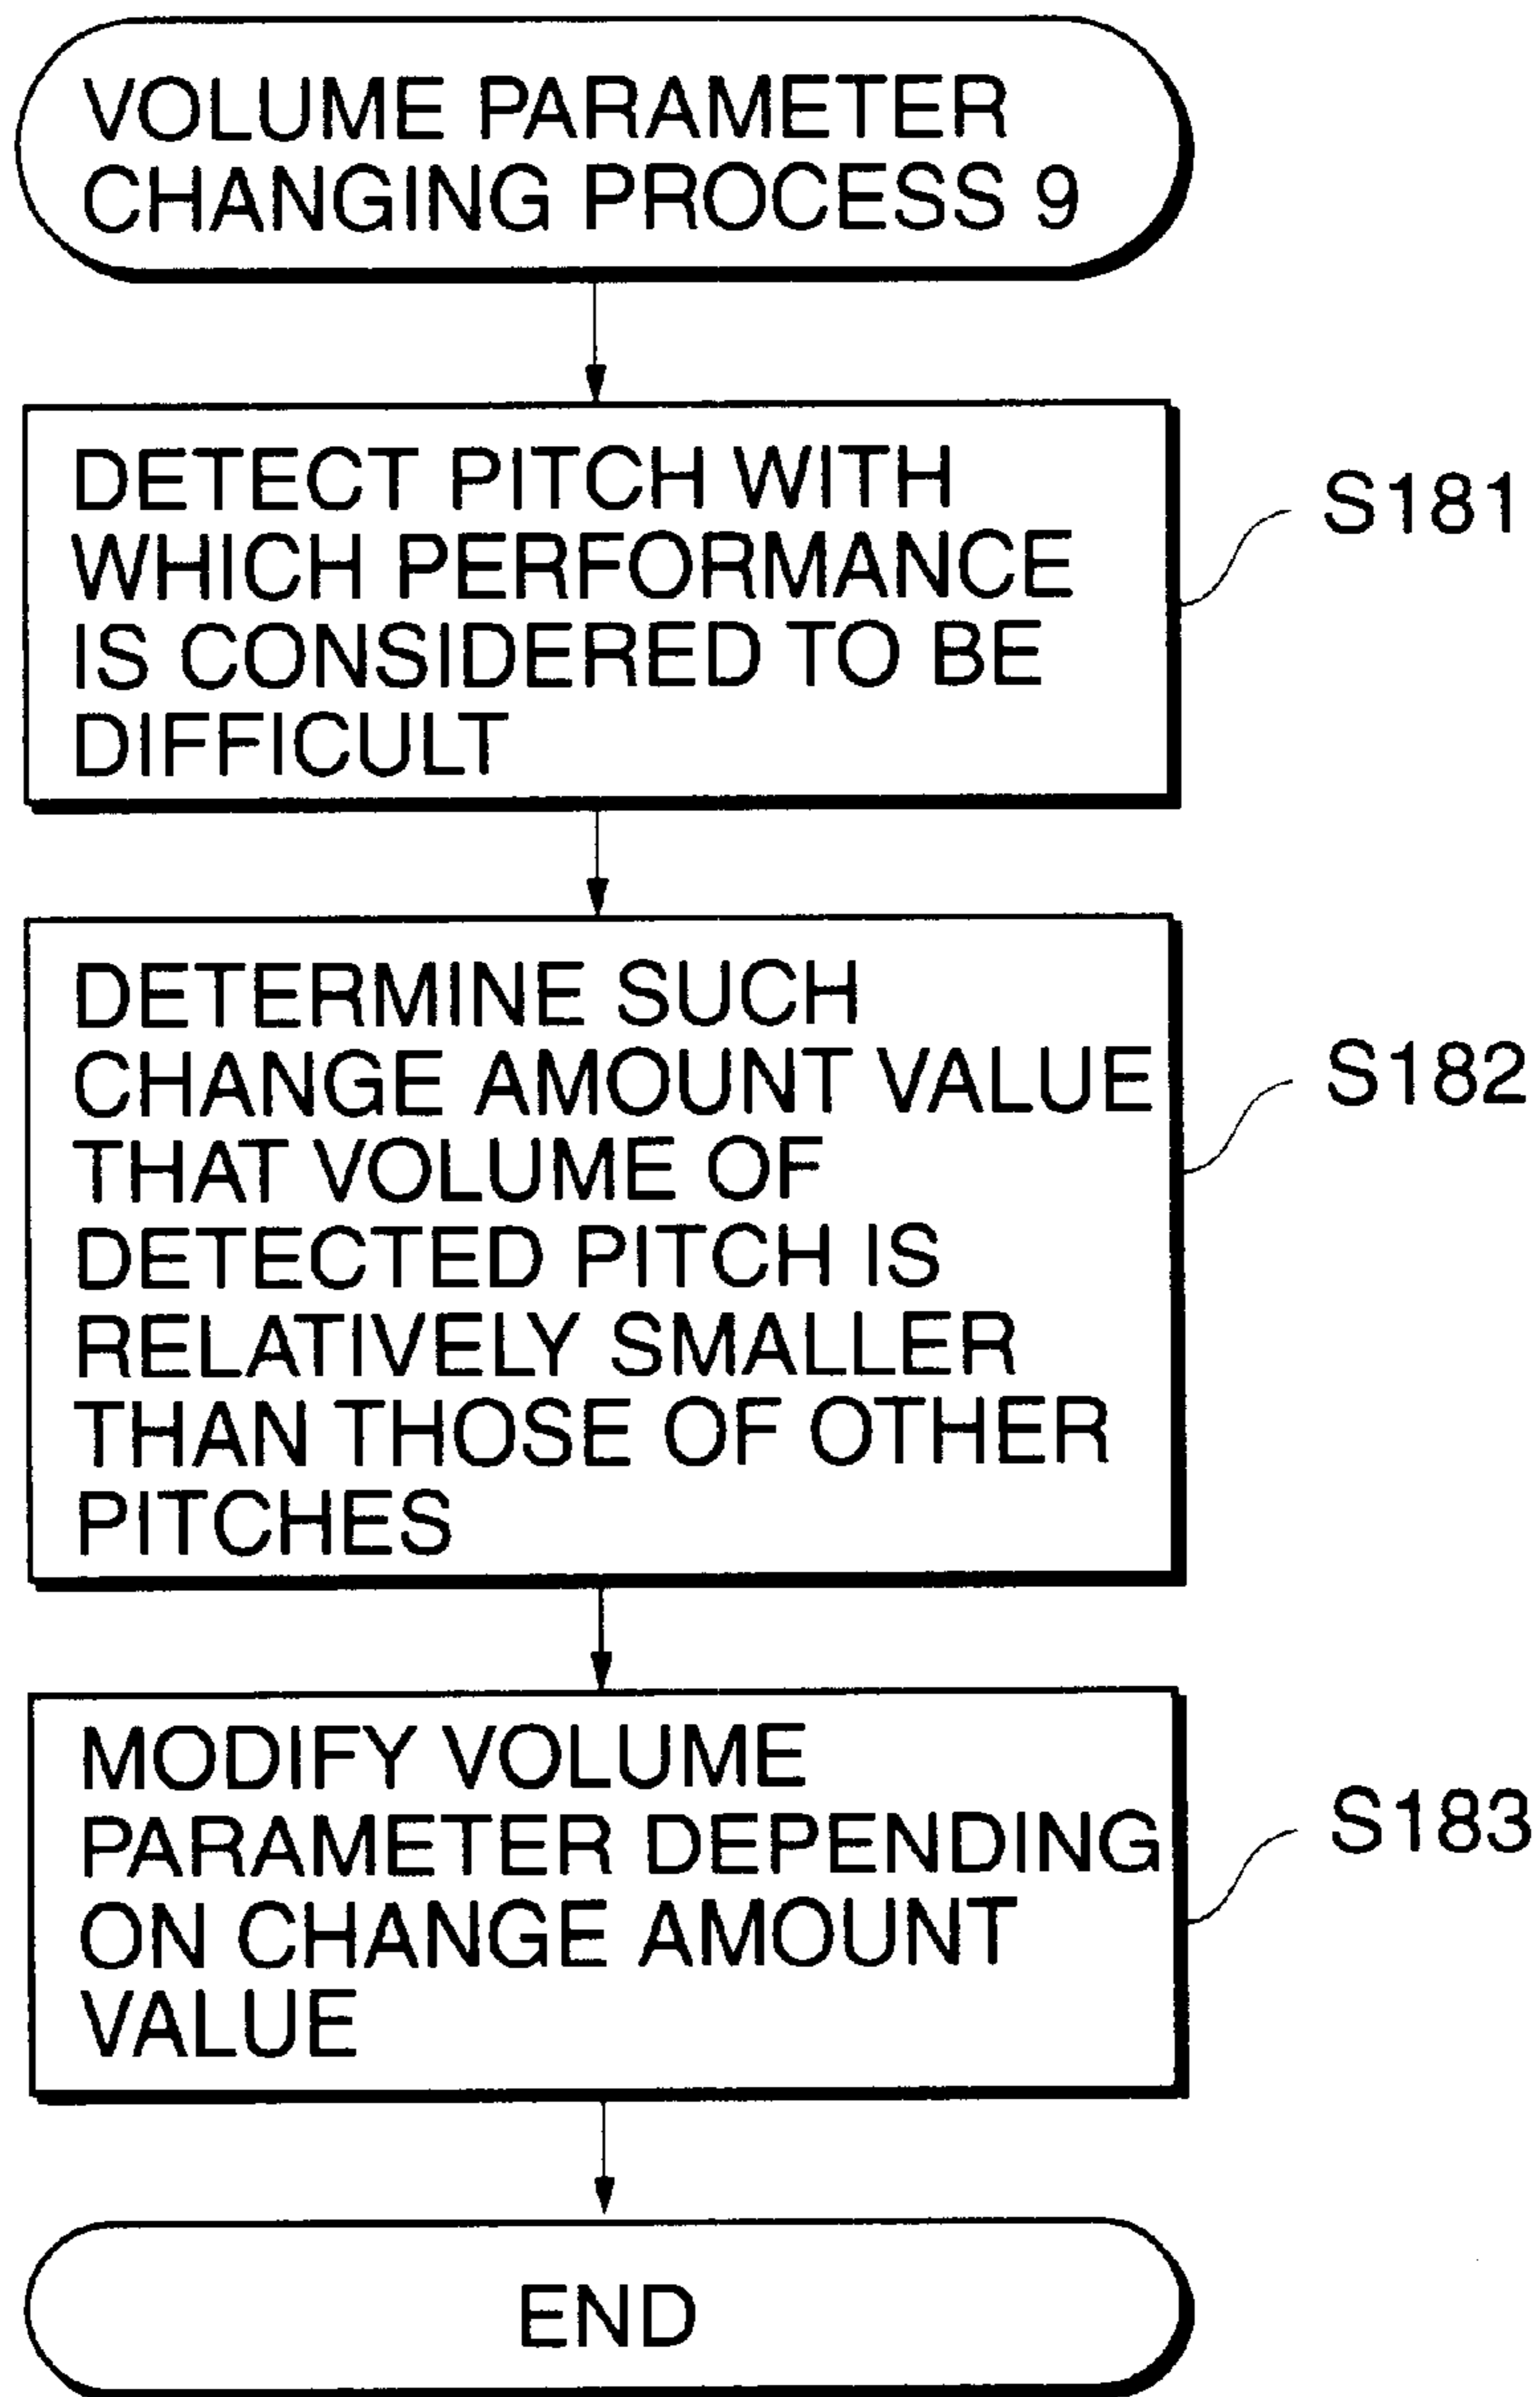 VOLUME PARAMETER
CHANGING PROCESS 9
DETECT PITCH WITH
WHICH PERFORMANCE
IS CONSIDERED TO BE
DIFFICULT
S181
DETERMINE SUCH
CHANGE AMOUNT VALUE
THAT VOLUME OF
DETECTED PITCH IS
RELATIVELY SMALLER
THAN THOSE OF OTHER
PITCHES
S182
MODIFY VOLUME
PARAMETER DEPENDING
ON CHANGE AMOUNT
VALUE
S183
END